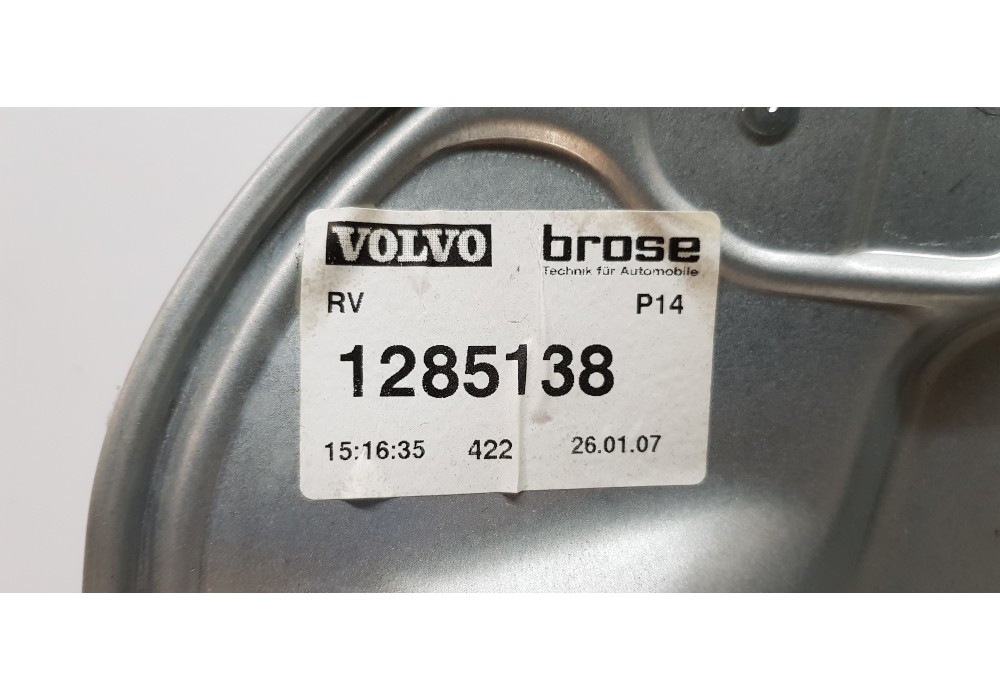 VOLVO brose
Technik für Automobile
RV P14
1285138
15:16:35 422 26.01.07